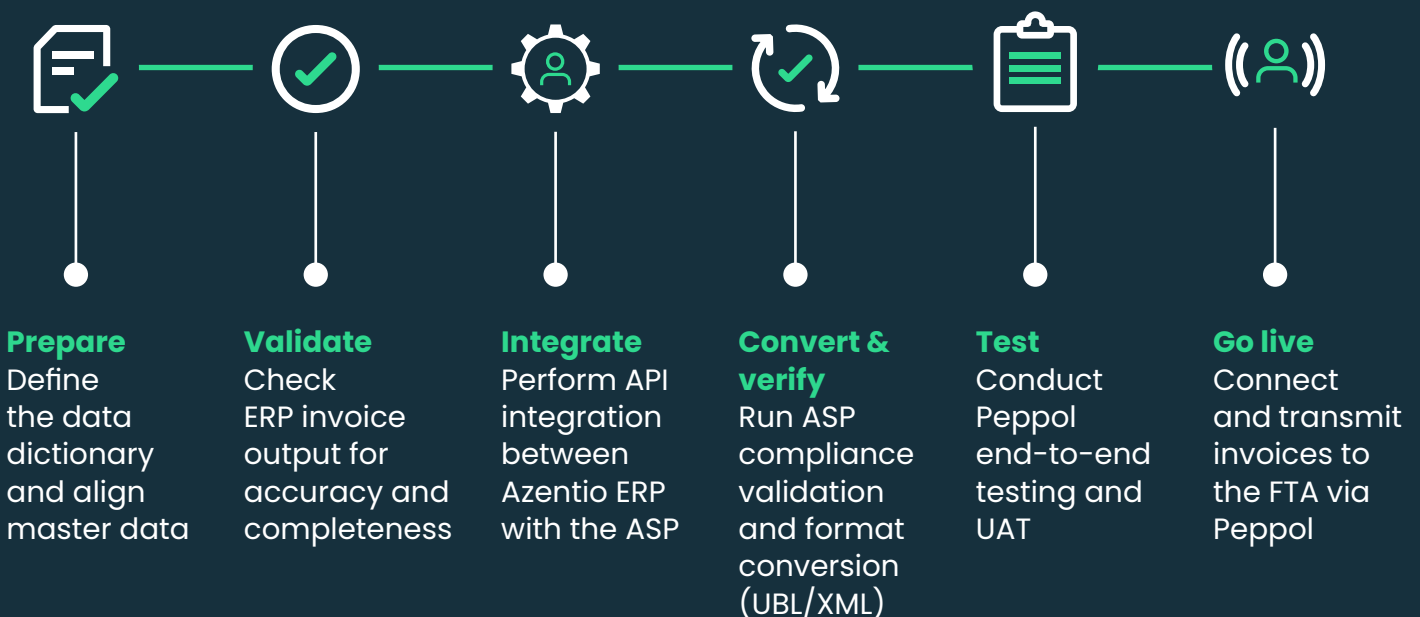 Prepare
Define
the data
dictionary
and align
master data
Validate
Check
ERP invoice
output for
accuracy and
completeness
Integrate
Perform API
integration
between
Azentio ERP
with the ASP
Convert &
verify
Run ASP
compliance
validation
and format
conversion
(UBL/XML)
Test
Conduct
Peppol
end-to-end
testing and
UAT
Go live
Connect
and transmit
invoices to
the FTA via
Peppol